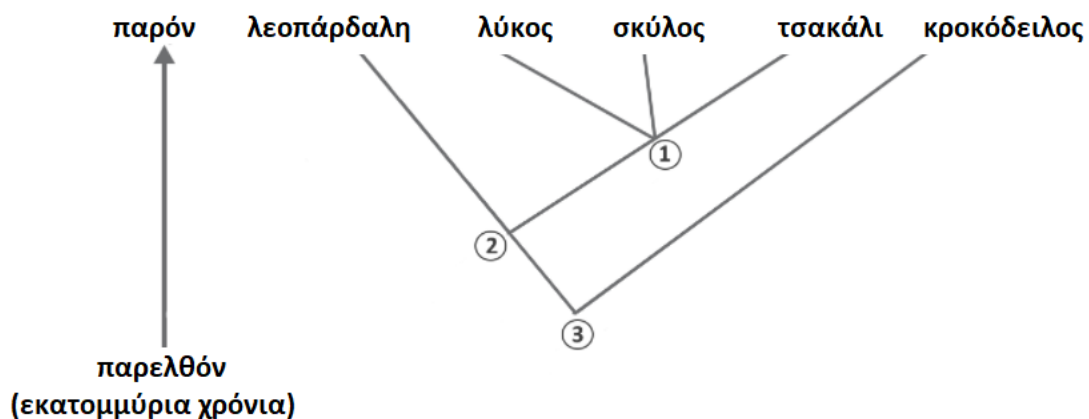 παρόν λεοπάρδαλη λύκος σκύλος τσακάλι κροκόδειλος
1
2
3
παρελθόν
(εκατομμύρια χρόνια)